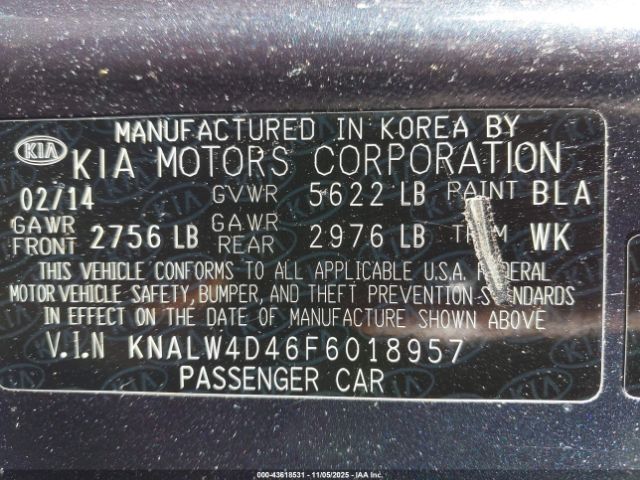 MANUFACTURED IN KOREA BY
KIA KIA MOTORS CORPORATION
02/14 GVWR 5622 LB PAINT BLA
GAWR FRONT 2756 LB GAWR REAR 2976 LB TRIM WK
THIS VEHICLE CONFORMS TO ALL APPLICABLE U.S.A. FEDERAL
MOTOR VEHICLE SAFETY, BUMPER, AND THEFT PREVENTION STANDARDS
IN EFFECT ON THE DATE OF MANUFACTURE SHOWN ABOVE
V.I.N KNALW4D46F6018957
PASSENGER CAR
000-43618531 - 11/05/2025 - IAA Inc.